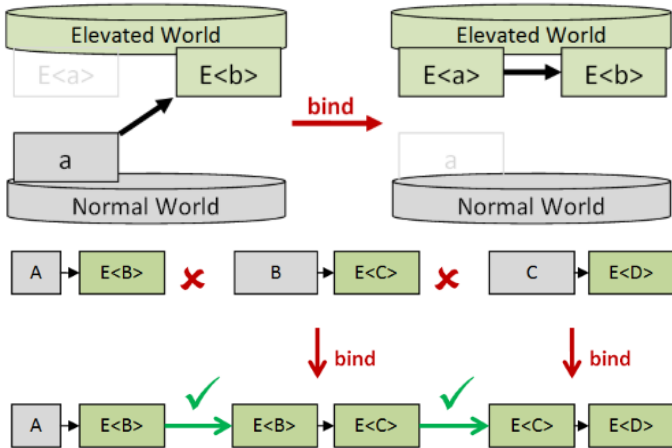 Elevated World
E<a>
E<b>
a
Normal World
bind
Elevated World
E<a>
E<b>
a
Normal World
A
E<B>
B
E<C>
C
E<D>
bind
bind
A
E<B>
E<B>
E<C>
E<C>
E<D>